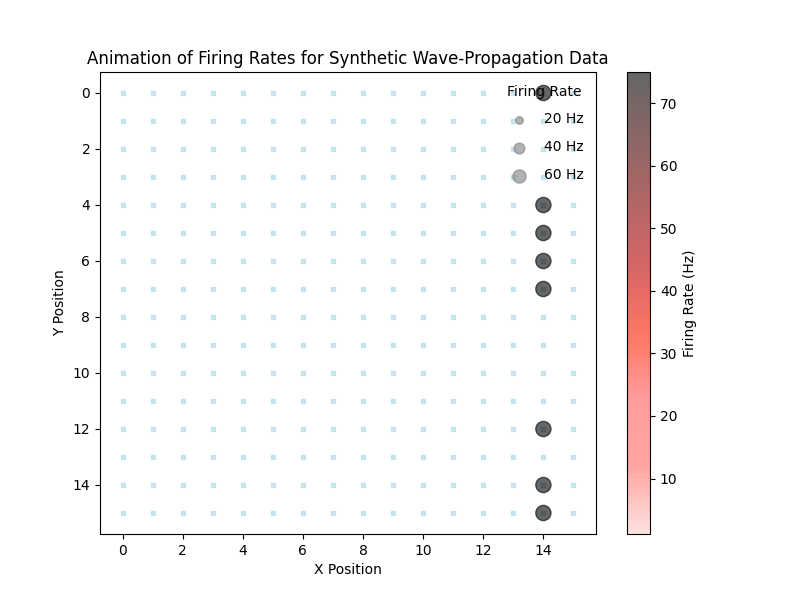 Animation of Firing Rates for Synthetic Wave-Propagation Data
Firing Rate
20 Hz
40 Hz
60 Hz
0
2
4
6
8
10
12
14
Y Position
0 2 4 6 8 10 12 14
X Position
70
60
50
40
30
20
10
Firing Rate (Hz)